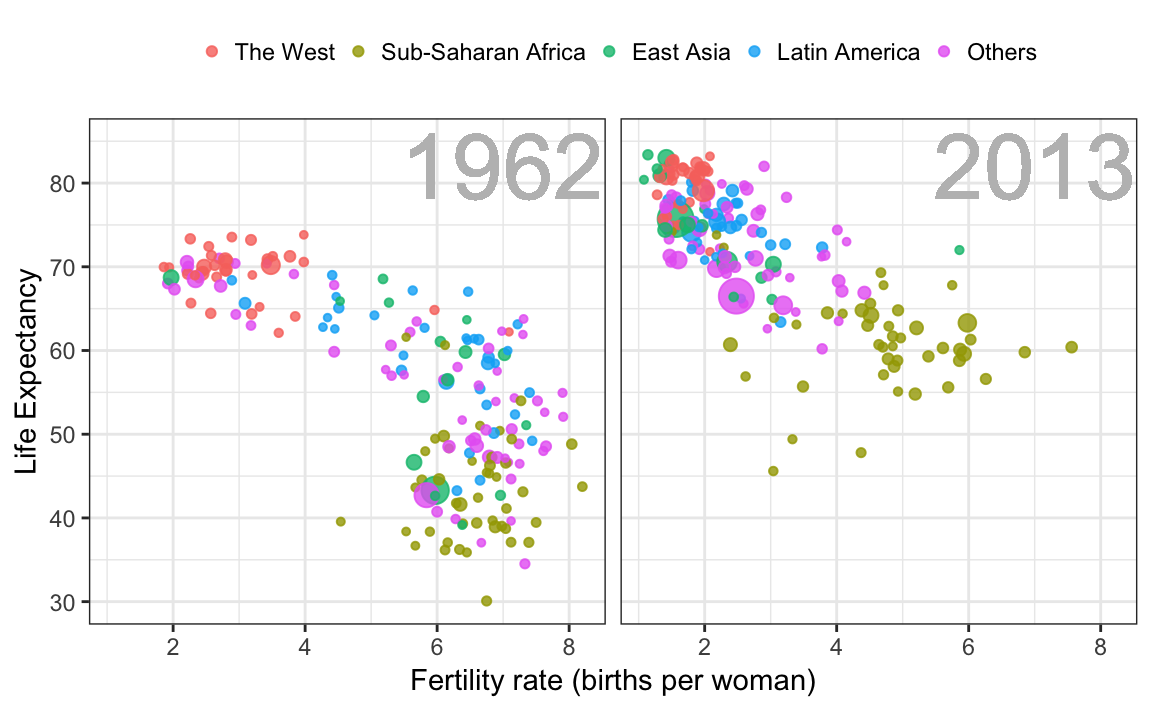 The West Sub-Saharan Africa East Asia Latin America Others
1962 2013
80
70
60
50
40
30
Life Expectancy
2 4 6 8 2 4 6 8
Fertility rate (births per woman)